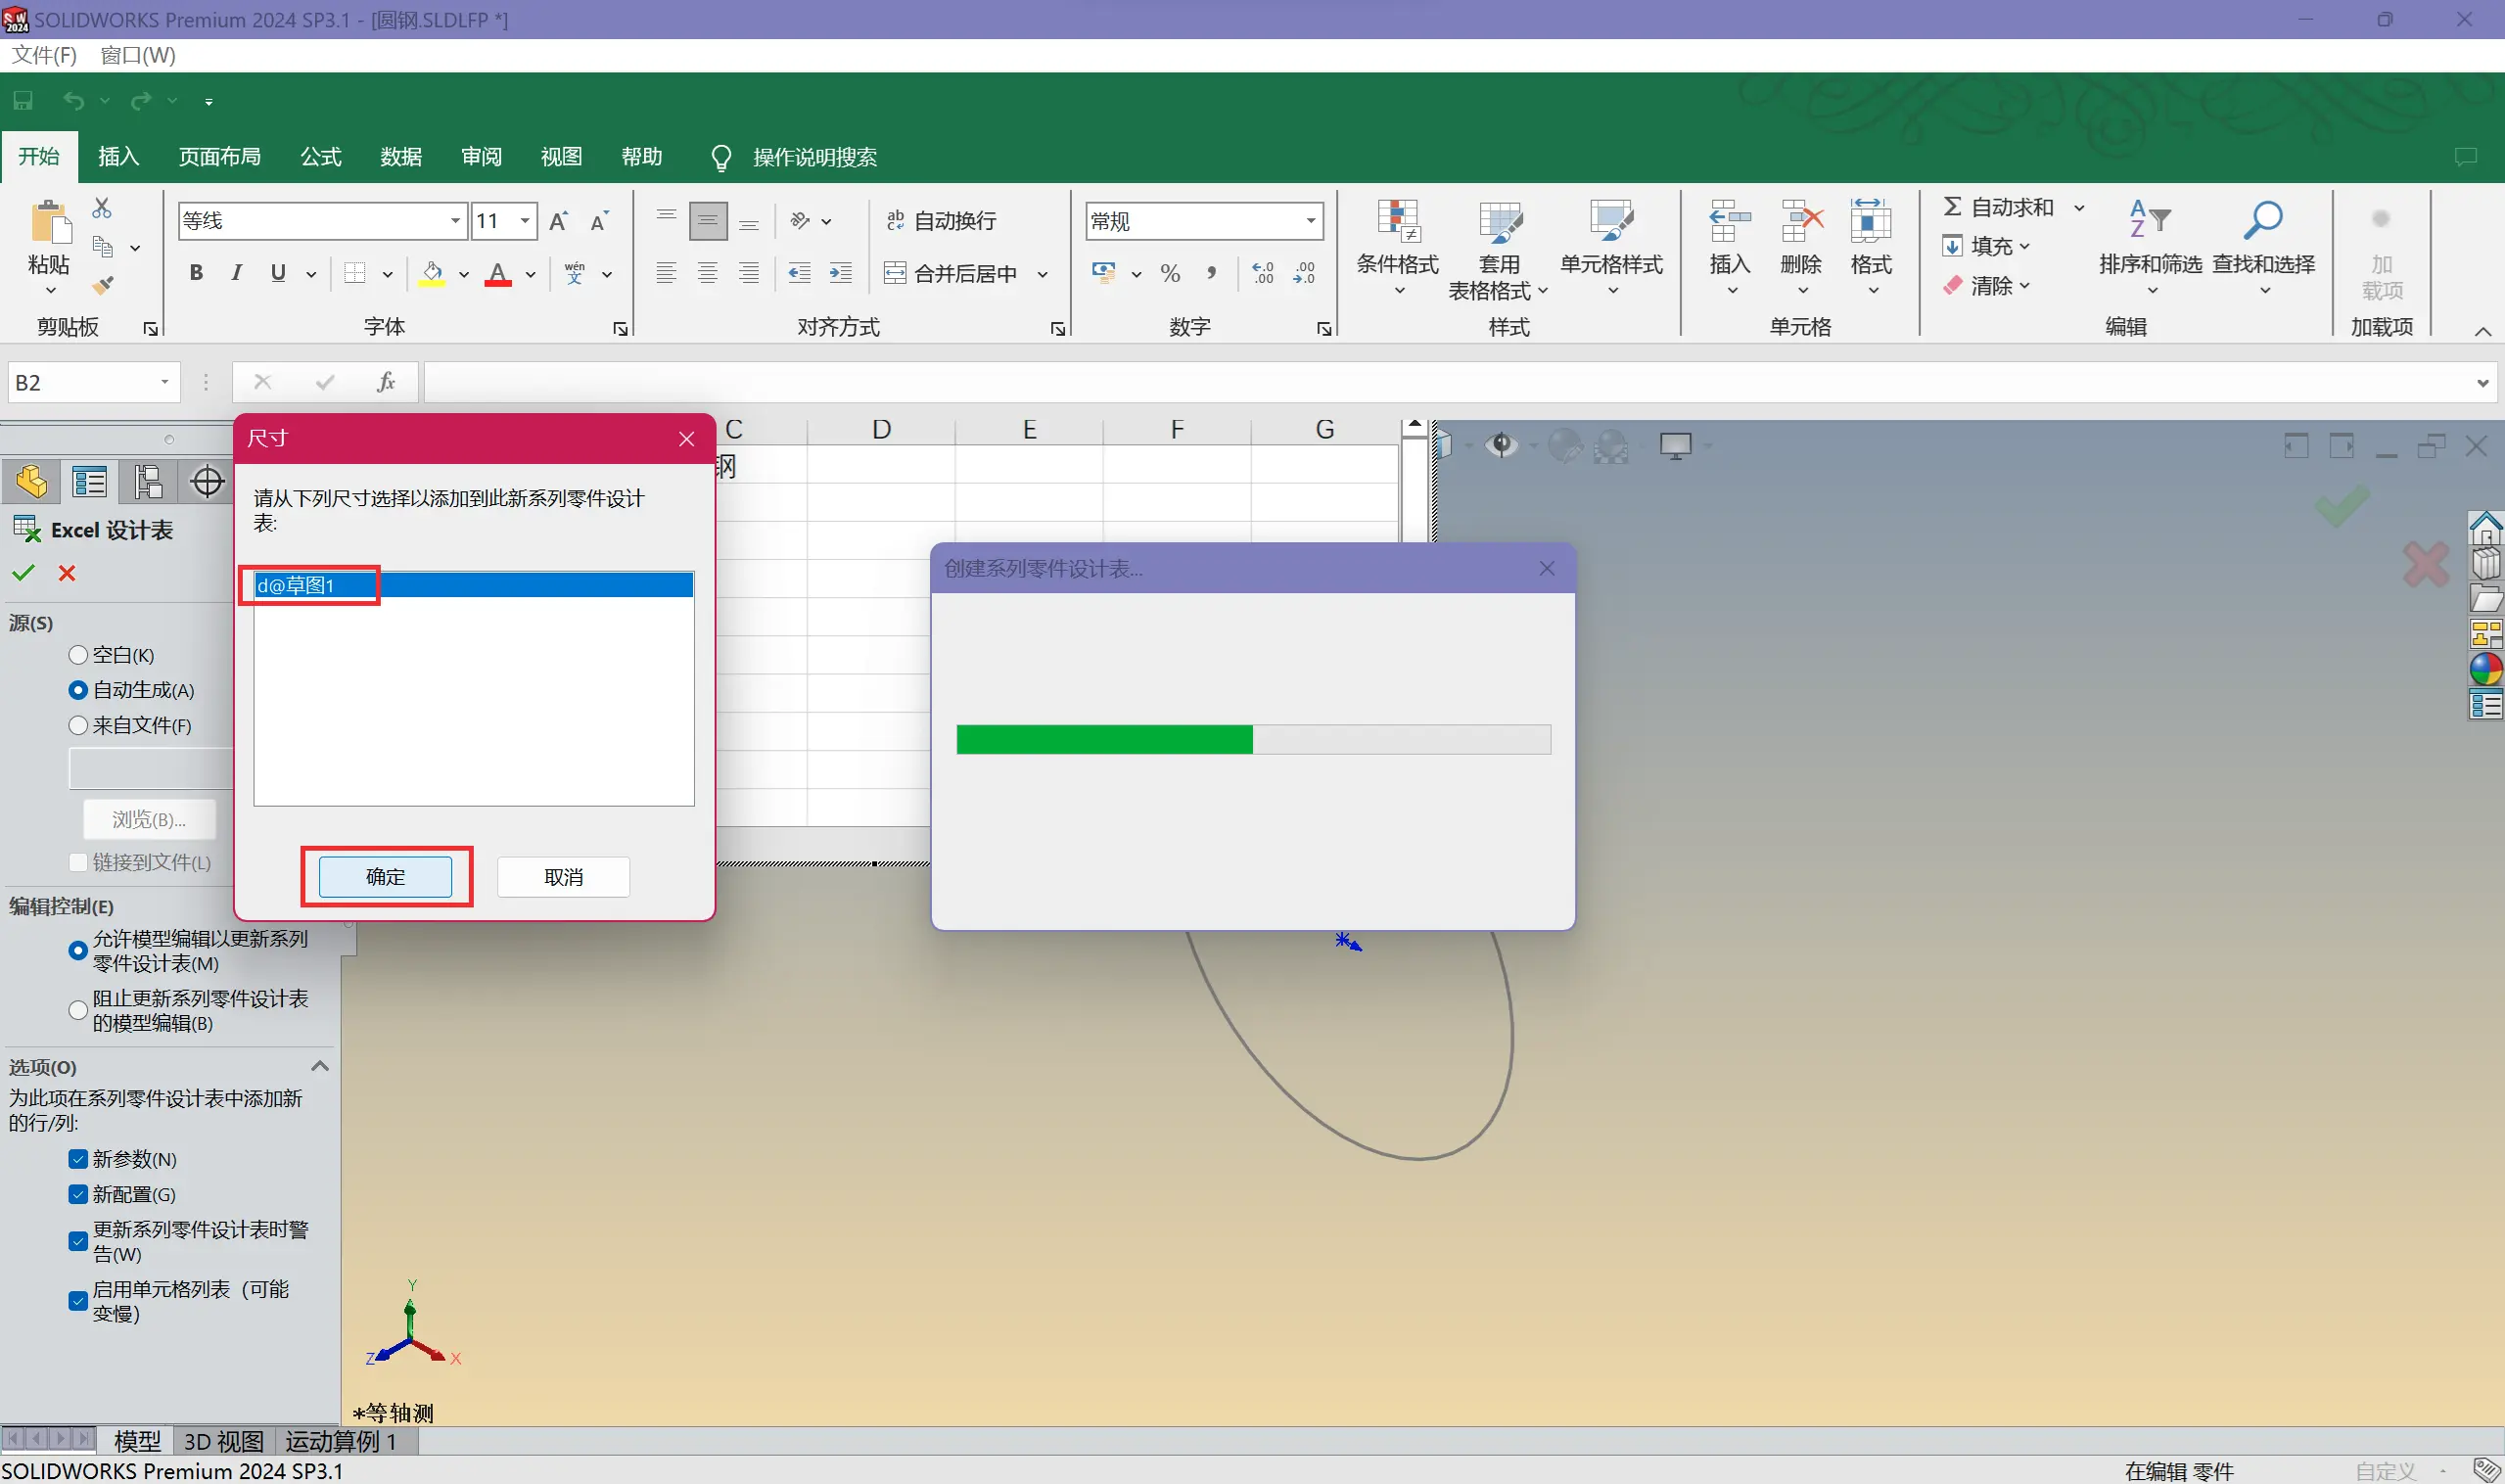 SOLIDWORKS Premium 2024 SP3.1 - [圆钢.SLDLFP *]
文件(F) 窗口(W)
开始 插入 页面布局 公式 数据 审阅 视图 帮助 操作说明搜索
粘贴
剪贴板
等线 11
B I U wén 文
字体
ab 自动换行
合并后居中
对齐方式
常规
% ,
数字
条件格式
套用
表格格式
单元格样式
样式
插入 删除 格式
单元格
自动求和
填充
清除
排序和筛选 查找和选择
编辑
加
载项
加载项
B2 fx
C D E F G
钢
尺寸
请从下列尺寸选择以添加到此新系列零件设计
表:
d@草图1
确定 取消
创建系列零件设计表...
Excel 设计表
源(S)
空白(K)
自动生成(A)
来自文件(F)
浏览(B)...
链接到文件(L)
编辑控制(E)
允许模型编辑以更新系列
零件设计表(M)
阻止更新系列零件设计表
的模型编辑(B)
选项(O)
为此项在系列零件设计表中添加新
的行/列:
新参数(N)
新配置(G)
更新系列零件设计表时警
告(W)
启用单元格列表（可能
变慢）
Y
Z X
*等轴测
模型 3D 视图 运动算例 1
SOLIDWORKS Premium 2024 SP3.1 在编辑 零件 自定义